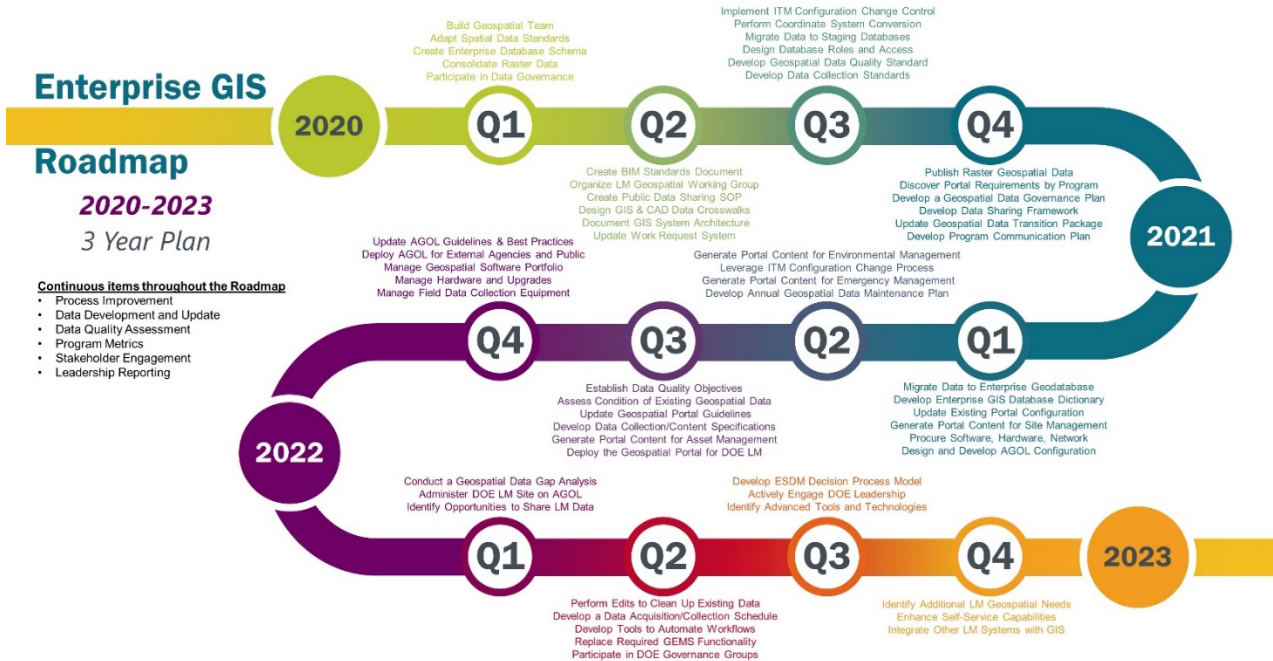 Enterprise GIS
Roadmap
2020-2023
3 Year Plan
Continuous items throughout the Roadmap
• Process Improvement
• Data Development and Update
• Data Quality Assessment
• Program Metrics
• Stakeholder Engagement
• Leadership Reporting
2020
Build Geospatial Team
Adapt Spatial Data Standards
Create Enterprise Database Schema
Consolidate Raster Data
Participate in Data Governance
Q1
Q2
Create BIM Standards Document
Organize LM Geospatial Working Group
Create Public Data Sharing SOP
Design GIS & CAD Data Crosswalks
Document GIS System Architecture
Update Work Request System
Implement ITM Configuration Change Control
Perform Coordinate System Conversion
Migrate Data to Staging Databases
Design Database Roles and Access
Develop Geospatial Data Quality Standard
Develop Data Collection Standards
Q3
Q4
Publish Raster Geospatial Data
Discover Portal Requirements by Program
Develop a Geospatial Data Governance Plan
Develop Data Sharing Framework
Update Geospatial Data Transition Package
Develop Program Communication Plan
2021
Q1
Migrate Data to Enterprise Geodatabase
Develop Enterprise GIS Database Dictionary
Update Existing Portal Configuration
Generate Portal Content for Site Management
Procure Software, Hardware, Network
Design and Develop AGOL Configuration
Generate Portal Content for Environmental Management
Leverage ITM Configuration Change Process
Generate Portal Content for Emergency Management
Develop Annual Geospatial Data Maintenance Plan
Q2
Q3
Establish Data Quality Objectives
Assess Condition of Existing Geospatial Data
Update Geospatial Portal Guidelines
Develop Data Collection/Content Specifications
Generate Portal Content for Asset Management
Deploy the Geospatial Portal for DOE LM
Update AGOL Guidelines & Best Practices
Deploy AGOL for External Agencies and Public
Manage Geospatial Software Portfolio
Manage Hardware and Upgrades
Manage Field Data Collection Equipment
Q4
2022
Conduct a Geospatial Data Gap Analysis
Administer DOE LM Site on AGOL
Identify Opportunities to Share LM Data
Q1
Q2
Perform Edits to Clean Up Existing Data
Develop a Data Acquisition/Collection Schedule
Develop Tools to Automate Workflows
Replace Required GEMS Functionality
Participate in DOE Governance Groups
Develop ESDM Decision Process Model
Actively Engage DOE Leadership
Identify Advanced Tools and Technologies
Q3
Q4
Identify Additional LM Geospatial Needs
Enhance Self-Service Capabilities
Integrate Other LM Systems with GIS
2023